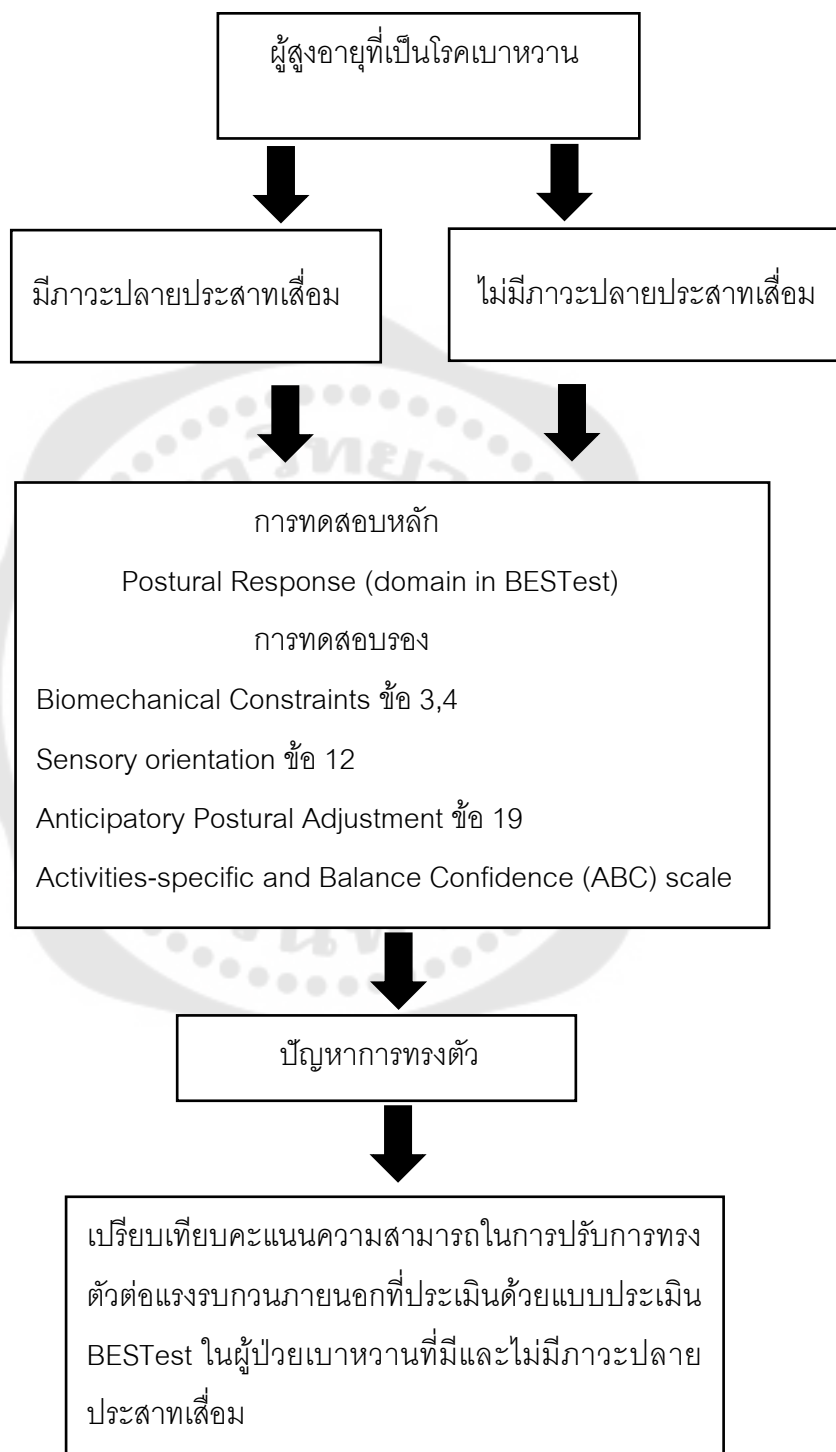 ผู้สูงอายุที่เป็นโรคเบาหวาน
มีภาวะปลายประสาทเสื่อม
ไม่มีภาวะปลายประสาทเสื่อม
การทดสอบหลัก
Postural Response (domain in BESTest)
การทดสอบรอง
Biomechanical Constraints ข้อ 3,4
Sensory orientation ข้อ 12
Anticipatory Postural Adjustment ข้อ 19
Activities-specific and Balance Confidence (ABC) scale
ปัญหาการทรงตัว
เปรียบเทียบคะแนนความสามารถในการปรับการทรง
ตัวต่อแรงรบกวนภายนอกที่ประเมินด้วยแบบประเมิน
BESTest ในผู้ป่วยเบาหวานที่มีและไม่มีภาวะปลาย
ประสาทเสื่อม